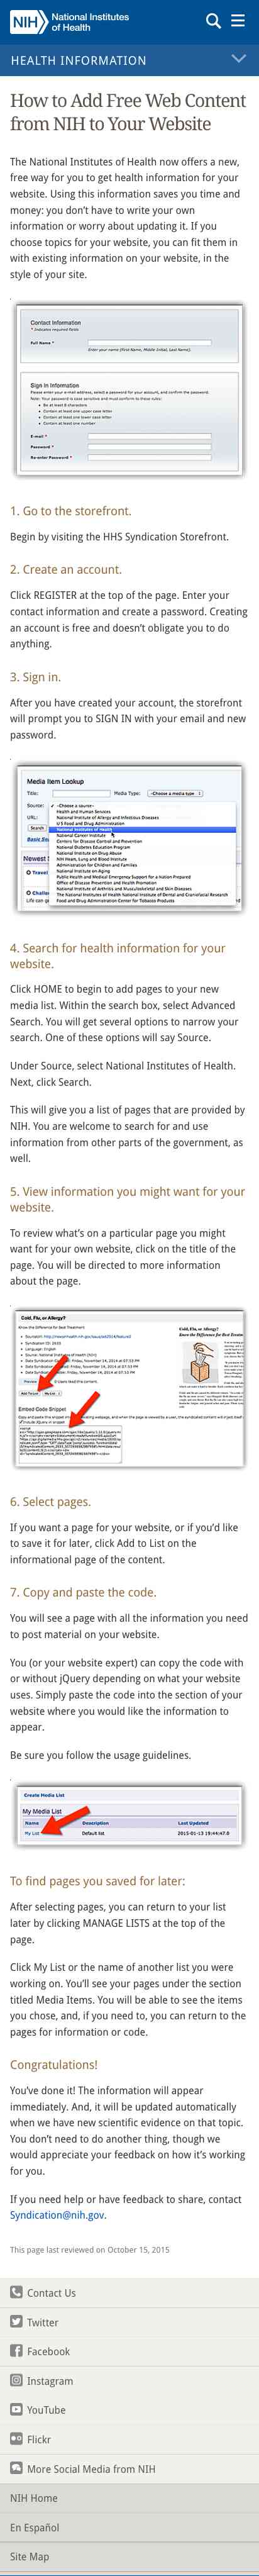 NIH National Institutes
of Health
HEALTH INFORMATION
How to Add Free Web Content
from NIH to Your Website
The National Institutes of Health now offers a new,
free way for you to get health information for your
website. Using this information saves you time and
money: you don't have to write your own
information or worry about updating it. If you
choose topics for your website, you can fit them in
with existing information on your website, in the
style of your site.
Contact Information
* Indicates required fields
Full Name *
Enter your name (First Name, Middle Initial, Last Name).
Sign in Information
Please enter a valid e-mail address; select a password for your account, and confirm the password.
Note: Your password is case sensitive and must conform to these rules:
Be at least 8 characters
Contain at least one upper case letter
Contain at least one lower case letter
Contain at least one number
E-mail *
Password *
Re-enter Password *
1. Go to the storefront.
Begin by visiting the HHS Syndication Storefront.
2. Create an account.
Click REGISTER at the top of the page. Enter your
contact information and create a password. Creating
an account is free and doesn't obligate you to do
anything.
3. Sign in.
After you have created your account, the storefront
will prompt you to SIGN IN with your email and new
password.
Media Item Lookup
Title: Media Type: -Choose a media type-
Source: -Choose a source-
URL: Health and Human Services
National Institute of Allergy and Infectious Diseases
US Food and Drug Administration
National Institutes of Health
Search National Cancer Institute
Centers for Disease Control and Prevention
Basic National Diabetes Education Program
National Institute on Drug Abuse
Newest S NIH Heart, Lung and Blood Institute
Administration for Children and Families
Travel National Institute on Aging
Office of Disease Prevention and Health Promotion
Challe
Life can ge Food and Drug Administration Center for Tobacco Products
4. Search for health information for your
website.
Click HOME to begin to add pages to your new
media list. Within the search box, select Advanced
Search. You will get several options to narrow your
search. One of these options will say Source.
Under Source, select National Institutes of Health.
Next, click Search.
This will give you a list of pages that are provided by
NIH. You are welcome to search for and use
information from other parts of the government, as
well.
5. View information you might want for your
website.
To review what's on a particular page you might
want for your own website, click on the title of the
page. You will be directed to more information
about the page.
Cold, Flu, or Allergy?
Know the Difference for Best Treatment
Language: English
Source: National Institutes of Health
Preview
Add To List
Embed Code Snippet
Cold, Flu, or Allergy?
Know the Difference for Best Treatment
6. Select pages.
If you want a page for your website, or if you'd like
to save it for later, click Add to List on the
informational page of the content.
7. Copy and paste the code.
You will see a page with all the information you need
to post material on your website.
You (or your website expert) can copy the code with
or without jQuery depending on what your website
uses. Simply paste the code into the section of your
website where you would like the information to
appear.
Be sure you follow the usage guidelines.
Create Media List
My Media List
Name Description Last Modified
My List Default list 2015-01-13 19:44:47.0
To find pages you saved for later:
After selecting pages, you can return to your list
later by clicking MANAGE LISTS at the top of the
page.
Click My List or the name of another list you were
working on. You'll see your pages under the section
titled Media Items. You will be able to see the items
you chose, and, if you need to, you can return to the
pages for information or code.
Congratulations!
You've done it! The information will appear
immediately. And, it will be updated automatically
when we have new scientific evidence on that topic.
You don't need to do another thing, though we
would appreciate your feedback on how it's working
for you.
If you need help or have feedback to share, contact
Syndication@nih.gov.
This page last reviewed on October 15, 2015
Contact Us
Twitter
Facebook
Instagram
YouTube
Flickr
More Social Media from NIH
NIH Home
En Español
Site Map